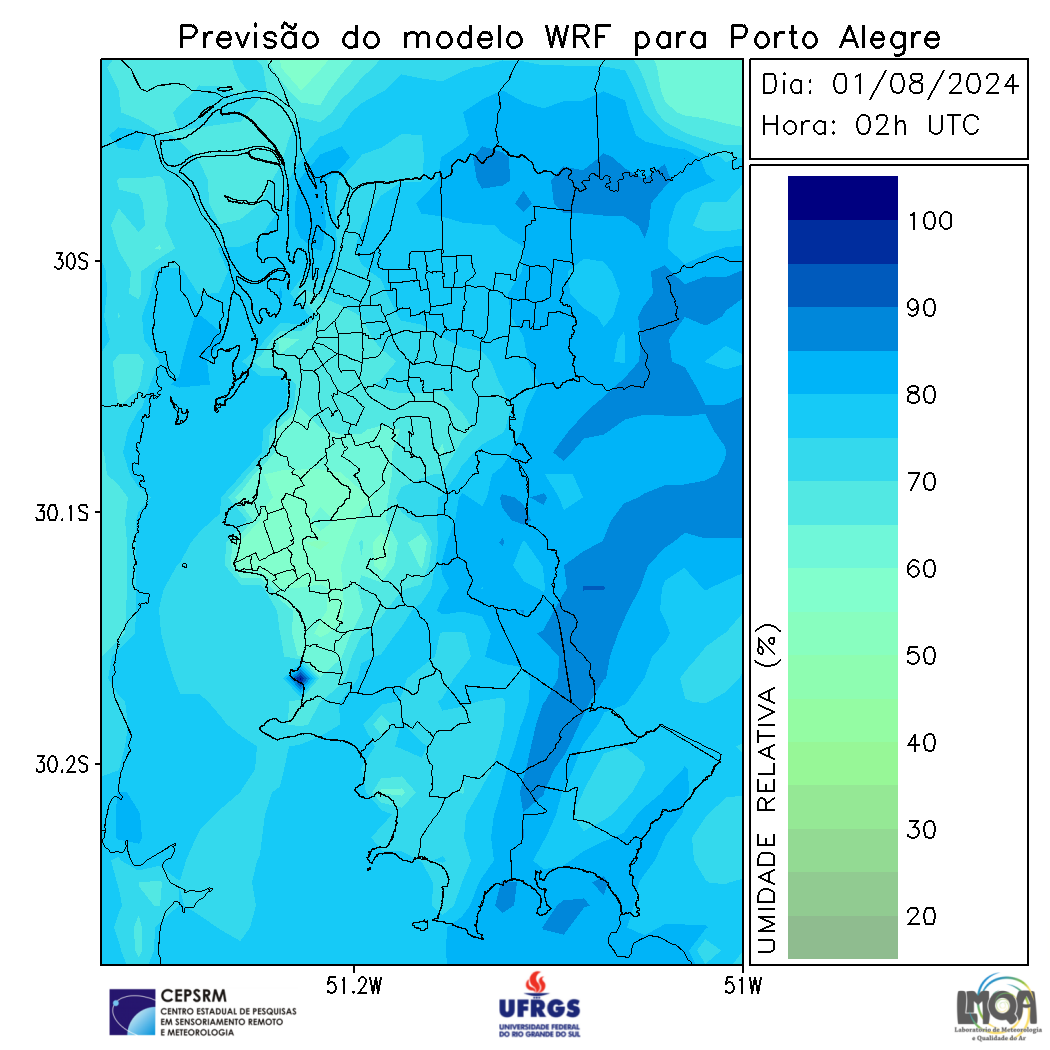 Previsão do modelo WRF para Porto Alegre
Dia: 01/08/2024
Hora: 02h UTC
30S
30.1S
30.2S
51.2W
51W
UMIDADE RELATIVA (%)
100
90
80
70
60
50
40
30
20
CEPSRM
CENTRO ESTADUAL DE PESQUISAS
EM SENSORIAMENTO REMOTO
E METEOROLOGIA
UFRGS
UNIVERSIDADE FEDERAL
DO RIO GRANDE DO SUL
LMQA
Laboratório de Meteorologia
e Qualidade do Ar